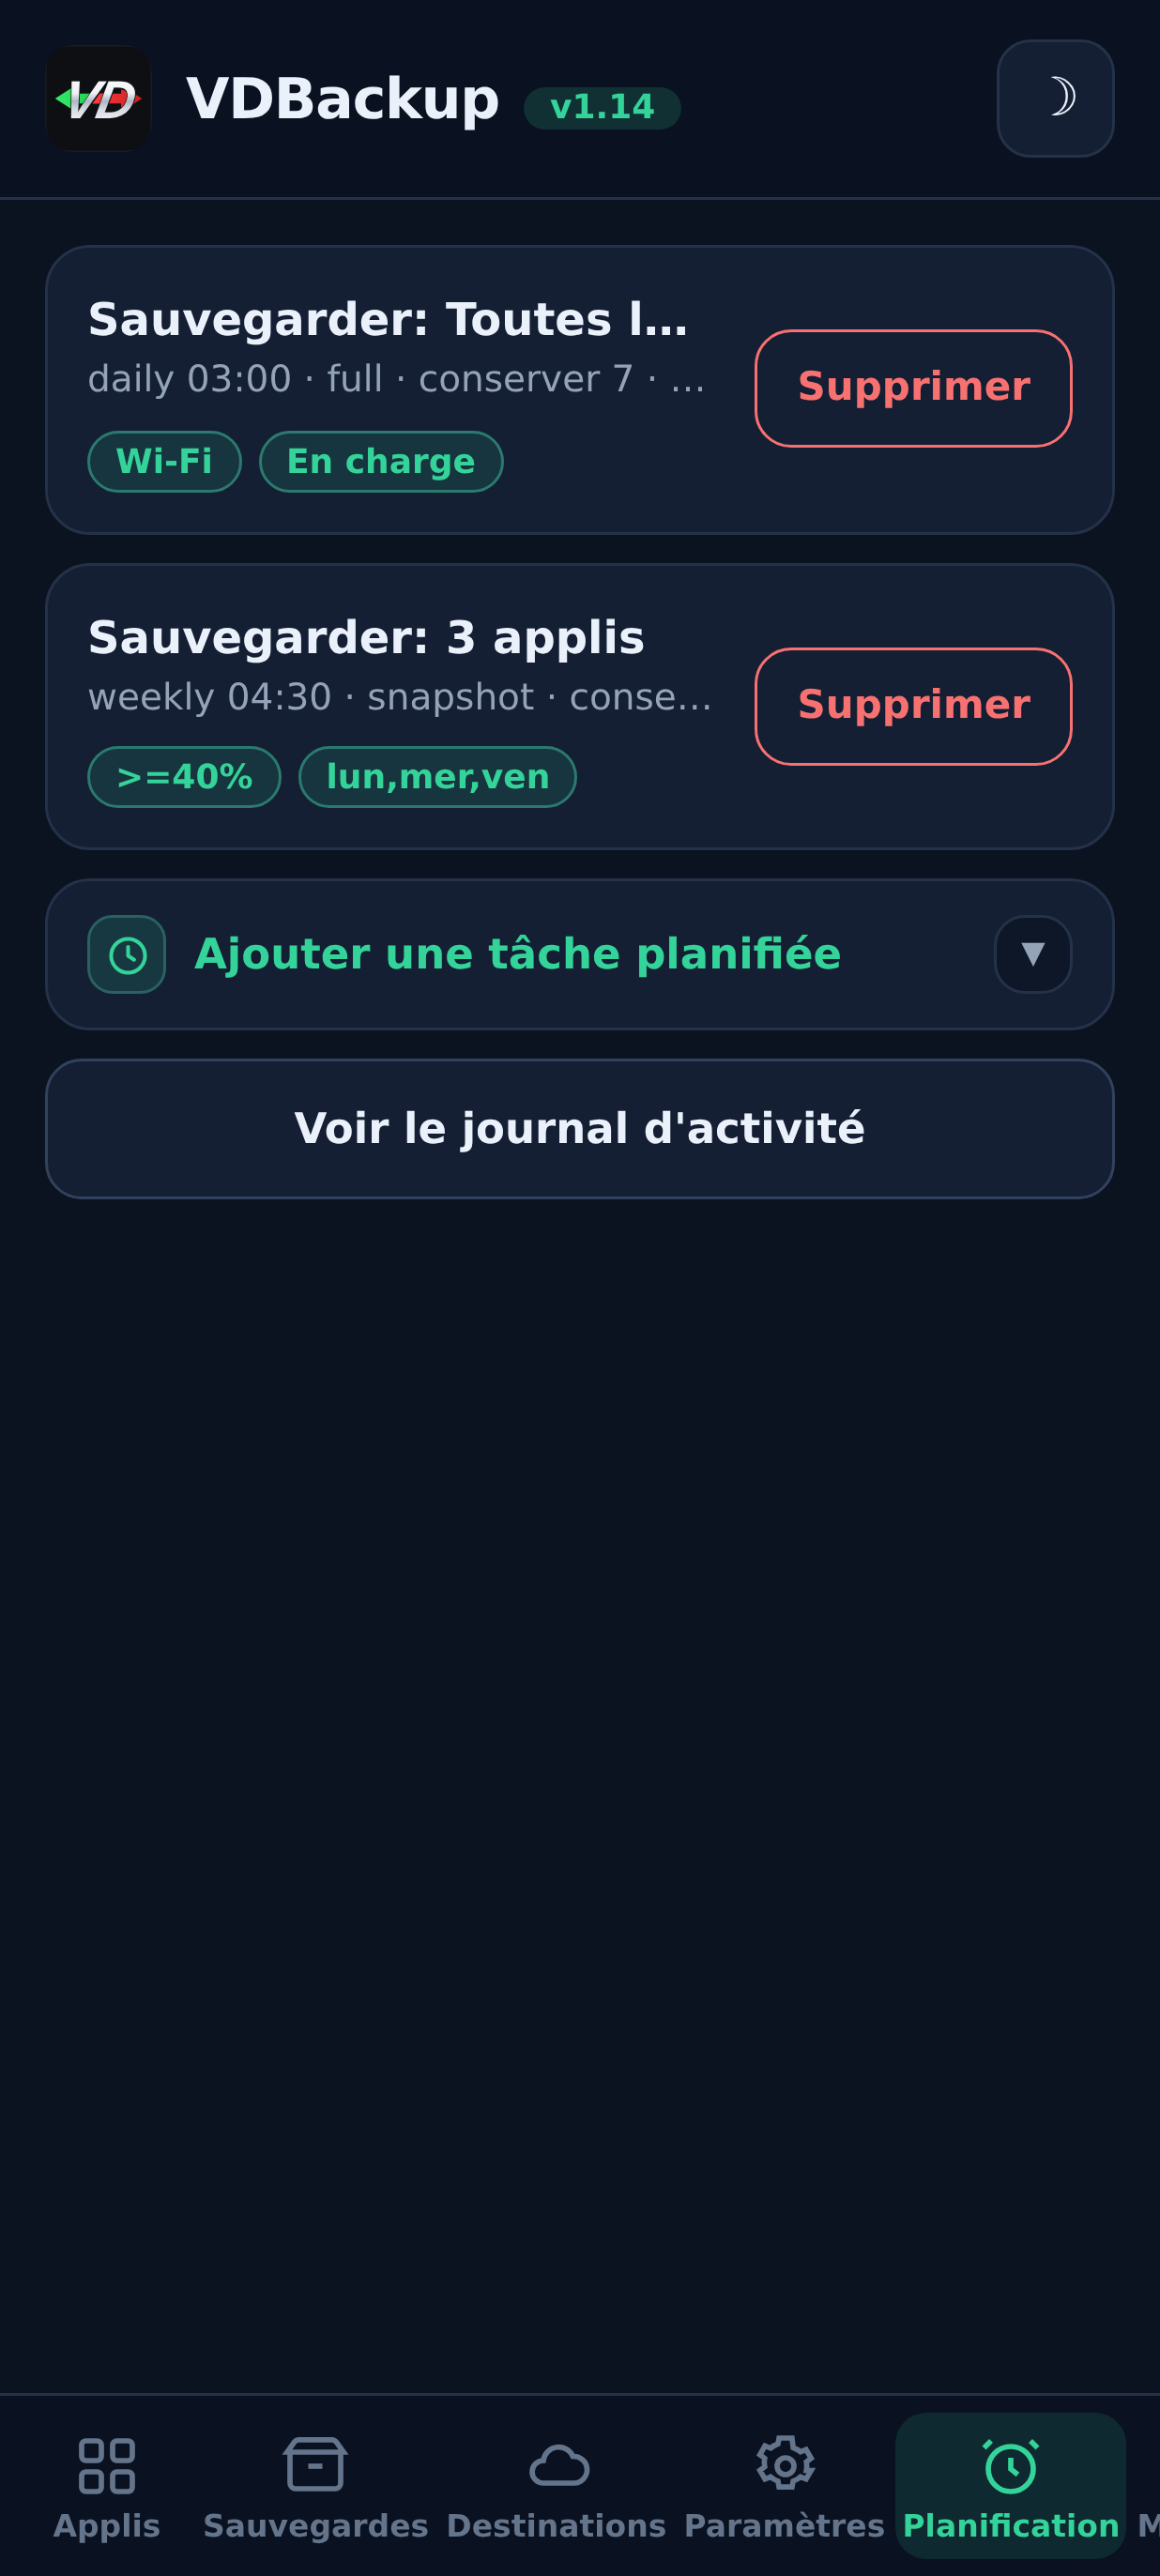 VD
VDBackup v1.14
Sauvegarder: Toutes l…
daily 03:00 · full · conserver 7 · …
Supprimer
Wi-Fi
En charge
Sauvegarder: 3 applis
weekly 04:30 · snapshot · conse…
Supprimer
>=40%
lun,mer,ven
Ajouter une tâche planifiée
Voir le journal d'activité
Applis
Sauvegardes
Destinations
Paramètres
Planification